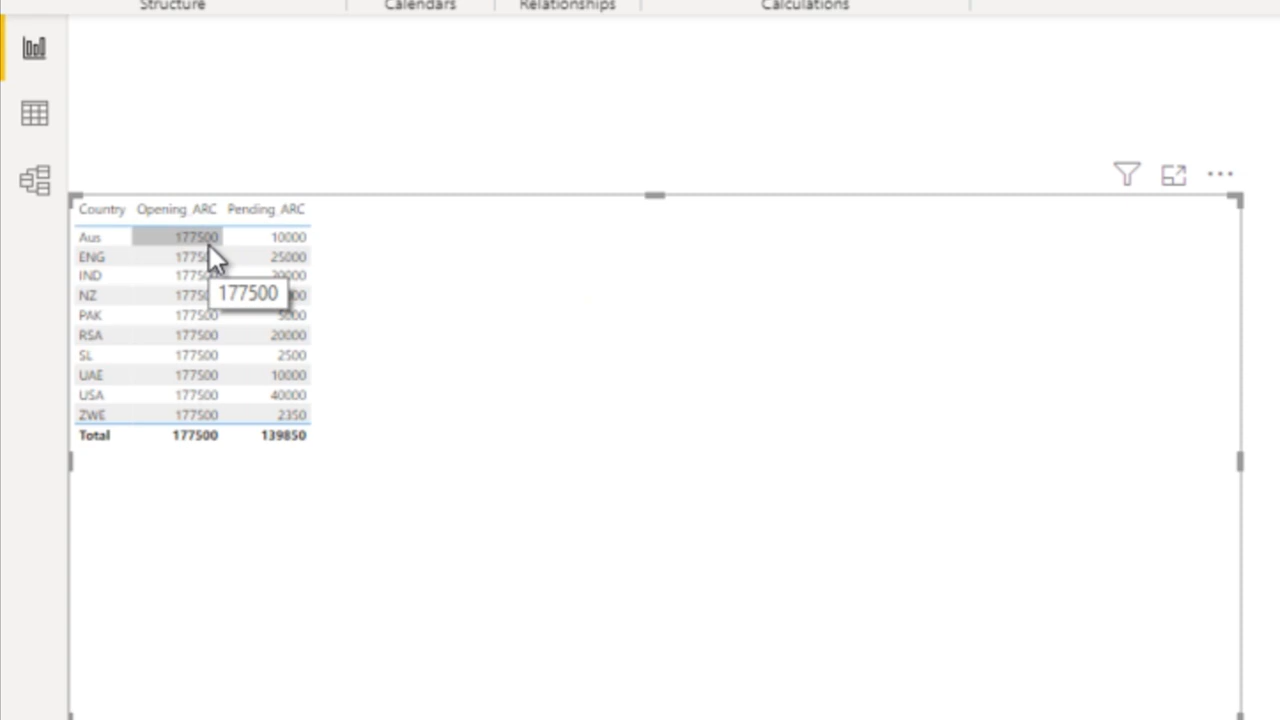 Structure Calendars Relationships Calculations
Country Opening_ARC Pending_ARC
Aus 177500 10000
ENG 25000
IND
NZ
PAK 177500
RSA 177500 20000
SL 177500 2500
UAE 177500 10000
USA 177500 40000
ZWE 177500 2350
Total 177500 139850
177500